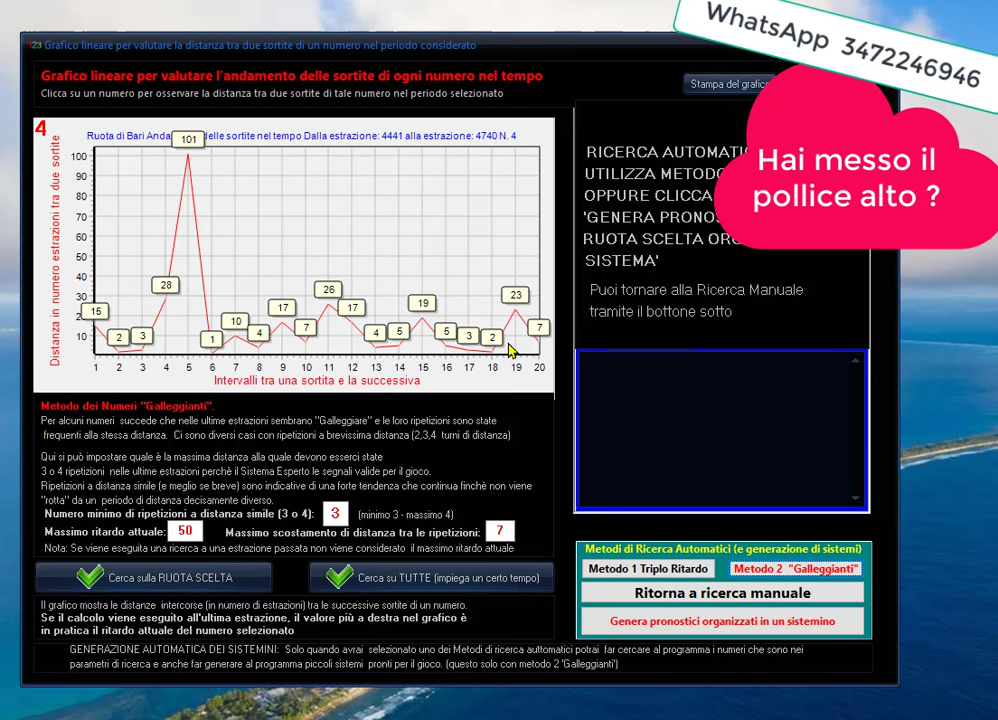 WhatsApp 3472246946
123 Grafico lineare per valutare la distanza tra due sortite di un numero nel periodo considerato
Grafico lineare per valutare l'andamento delle sortite di ogni numero nel tempo
Clicca su un numero per osservare la distanza tra due sortite di tale numero nel periodo selezionato
Stampa del grafico
Hai messo il
pollice alto ?
4
Ruota di Bari Anda delle sortite nel tempo Dalla estrazione: 4441 alla estrazione: 4740 N. 4
Distanza in numero estrazioni tra due sortite
100
90
80
70
60
50
40
30
20
10
15 2 3 28 101 1 10 4 17 7 26 17 4 5 19 5 3 2 23 7
1 2 3 4 5 6 7 8 9 10 11 12 13 14 15 16 17 18 19 20
Intervalli tra una sortita e la successiva
RICERCA AUTOMATIC
UTILIZZA METODO
OPPURE CLICCA
'GENERA PRONOS
RUOTA SCELTA ORG
SISTEMA'
Puoi tornare alla Ricerca Manuale
tramite il bottone sotto
Metodo dei Numeri "Galleggianti".
Per alcuni numeri succede che nelle ultime estrazioni sembrano "Galleggiare" e le loro ripetizioni sono state
frequenti alla stessa distanza. Ci sono diversi casi con ripetizioni a brevissima distanza (2,3,4 turni di distanza)
Qui si può impostare quale è la massima distanza alla quale devono esserci state
3 o 4 ripetizioni nelle ultime estrazioni perchè il Sistema Esperto le segnali valide per il gioco.
Ripetizioni a distanza simile (e meglio se breve) sono indicative di una forte tendenza che continua finchè non viene
"rotta" da un periodo di distanza decisamente diverso.
Numero minimo di ripetizioni a distanza simile (3 o 4): 3 (minimo 3 - massimo 4)
Massimo ritardo attuale: 50 Massimo scostamento di distanza tra le ripetizioni: 7
Nota: Se viene eseguita una ricerca a una estrazione passata non viene considerato il massimo ritardo attuale
Cerca sulla RUOTA SCELTA
Cerca su TUTTE (impiega un certo tempo)
Il grafico mostra le distanze intercorse (in numero di estrazioni) tra le successive sortite di un numero.
Se il calcolo viene eseguito all'ultima estrazione, il valore più a destra nel grafico è
in pratica il ritardo attuale del numero selezionato
Metodi di Ricerca Automatici (e generazione di sistemi)
Metodo 1 Triplo Ritardo
Metodo 2 "Galleggianti"
Ritorna a ricerca manuale
Genera pronostici organizzati in un sistemino
GENERAZIONE AUTOMATICA DEI SISTEMINI: Solo quando avrai selezionato uno dei Metodi di ricerca auttomatici potrai far cercare al programma i numeri che sono nei
parametri di ricerca e anche far generare al programma piccoli sistemi pronti per il gioco. (questo solo con metodo 2 'Galleggianti')